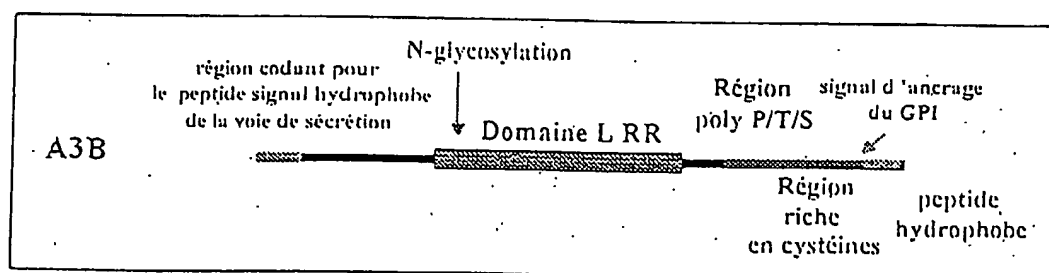 N-glycosylation
région codant pour
le peptide signal hydrophobe
de la voie de sécrétion
Région
poly P/T/S
signal d'ancrage
du GPI
A3B
Domaine LRR
Région
riche
en cystéines
peptide
hydrophobe